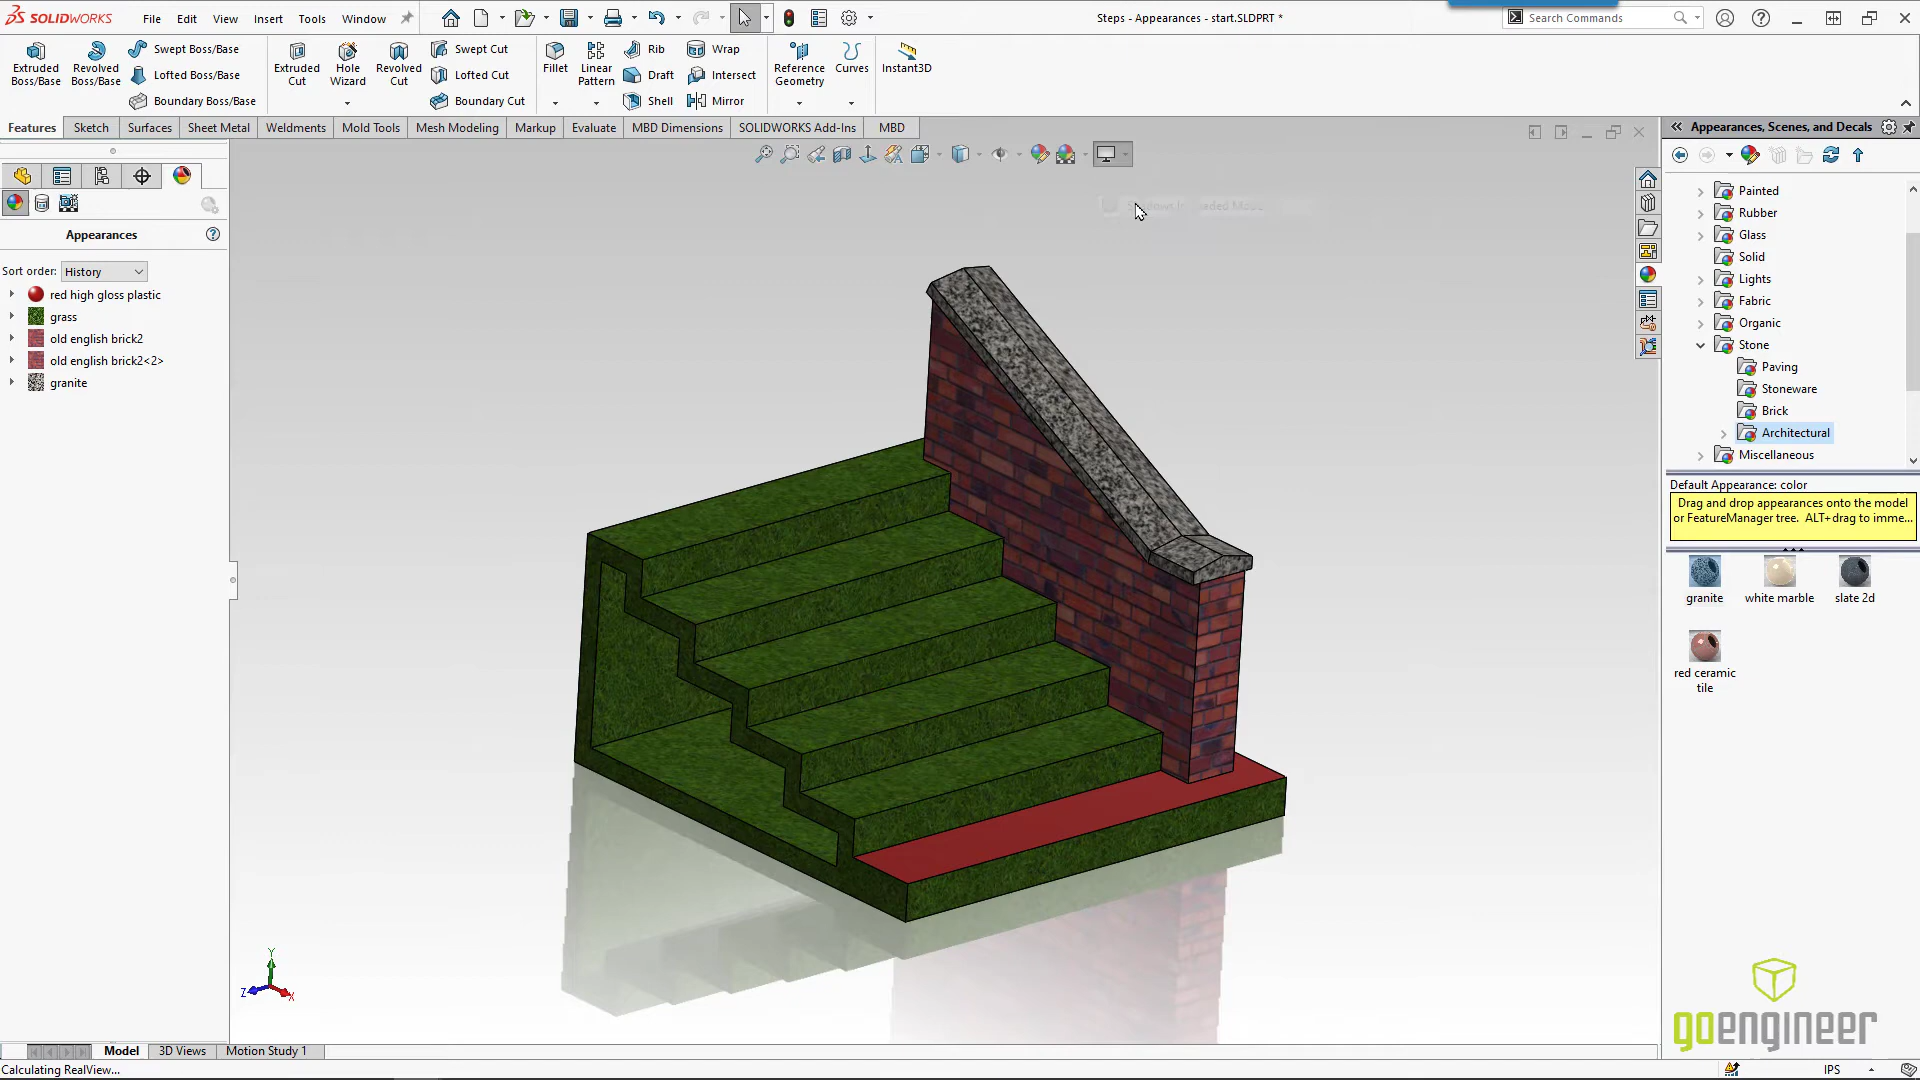 SOLIDWORKS
File
Edit
View
Insert
Tools
Window
Steps - Appearances - start.SLDPRT *
Search Commands
Extruded
Boss/Base
Revolved
Boss/Base
Swept Boss/Base
Lofted Boss/Base
Boundary Boss/Base
Extruded
Cut
Hole
Wizard
Revolved
Cut
Swept Cut
Lofted Cut
Boundary Cut
Fillet
Linear
Pattern
Rib
Draft
Shell
Wrap
Intersect
Mirror
Reference
Geometry
Curves
Instant3D
Features
Sketch
Surfaces
Sheet Metal
Weldments
Mold Tools
Mesh Modeling
Markup
Evaluate
MBD Dimensions
SOLIDWORKS Add-Ins
MBD
Appearances
Sort order:
History
red high gloss plastic
grass
old english brick2
old english brick2<2>
granite
Y
Z
X
Appearances, Scenes, and Decals
Painted
Rubber
Glass
Solid
Lights
Fabric
Organic
Stone
Paving
Stoneware
Brick
Architectural
Miscellaneous
Default Appearance: color
Drag and drop appearances onto the model
or FeatureManager tree. ALT+drag to imme...
granite
white marble
slate 2d
red ceramic
tile
goengineer
Model
3D Views
Motion Study 1
Calculating RealView...
IPS